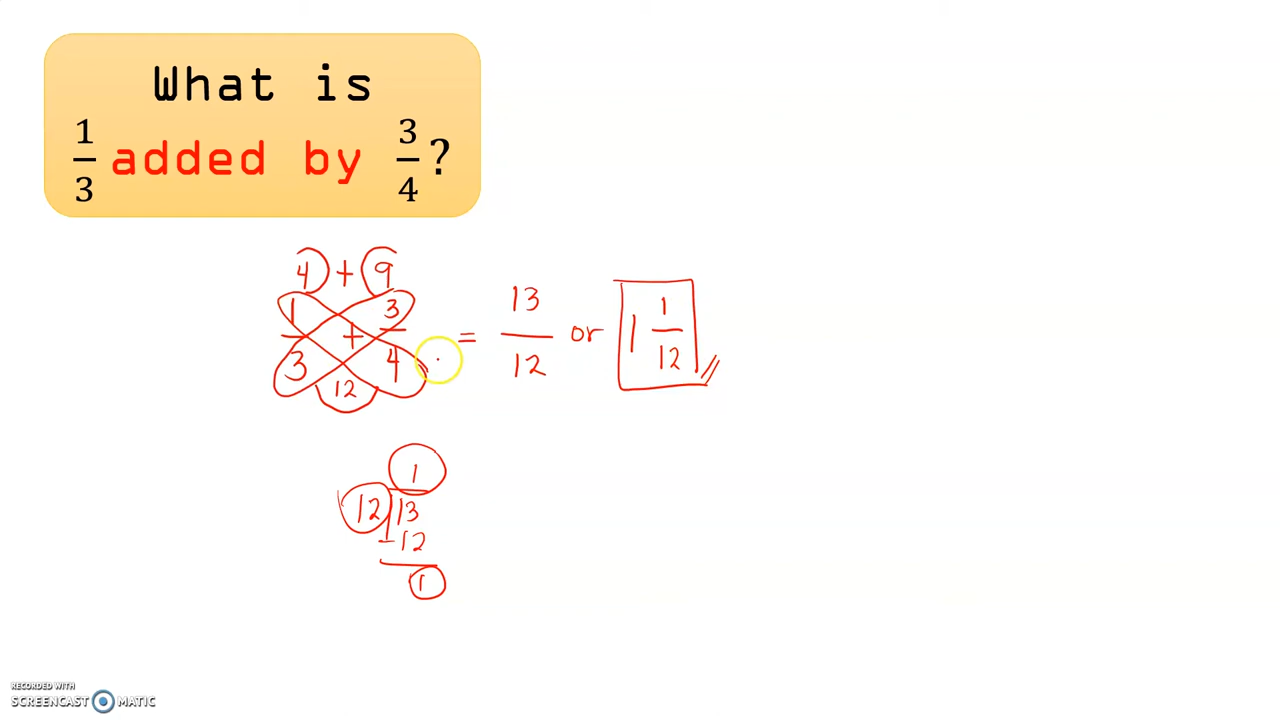 What is
1/3 added by 3/4?
4 + 9
1/3 + 3/4 = 13/12 or 1 1/12
12
1
12 13
- 12
1
RECORDED WITH
SCREENCAST MATIC